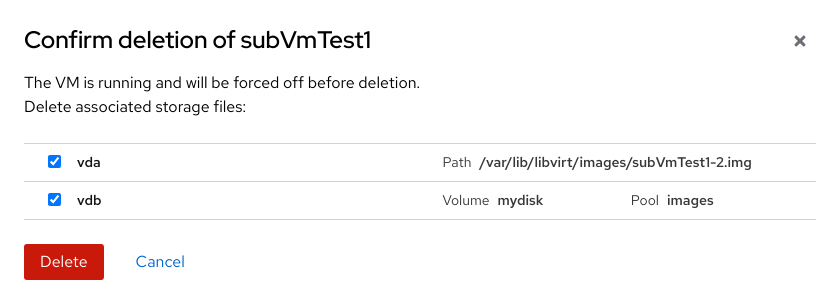 Confirm deletion of subVmTest1
The VM is running and will be forced off before deletion.
Delete associated storage files:
vda Path /var/lib/libvirt/images/subVmTest1-2.img
vdb Volume mydisk Pool images
Delete Cancel